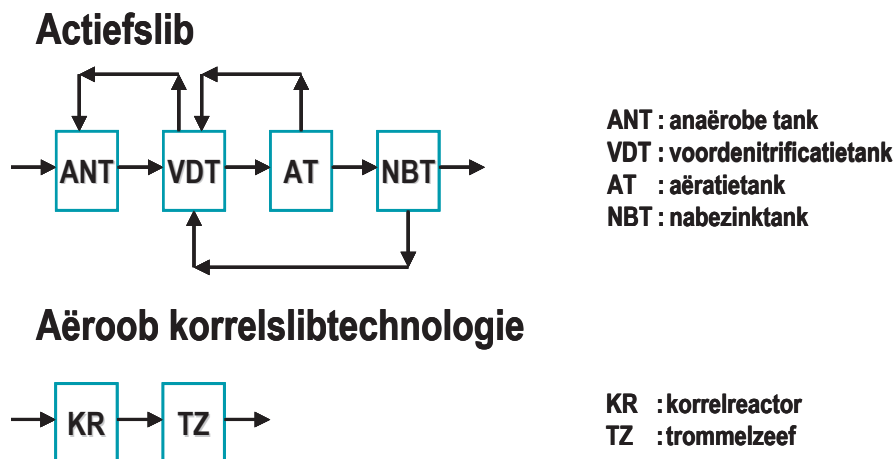 Actiefslib
ANT VDT AT NBT
ANT : anaërobe tank
VDT : voordenitrificatietank
AT : aëratietank
NBT : nabezinktank
Aëroob korrelslibtechnologie
KR TZ
KR : korrelreactor
TZ : trommelzeef